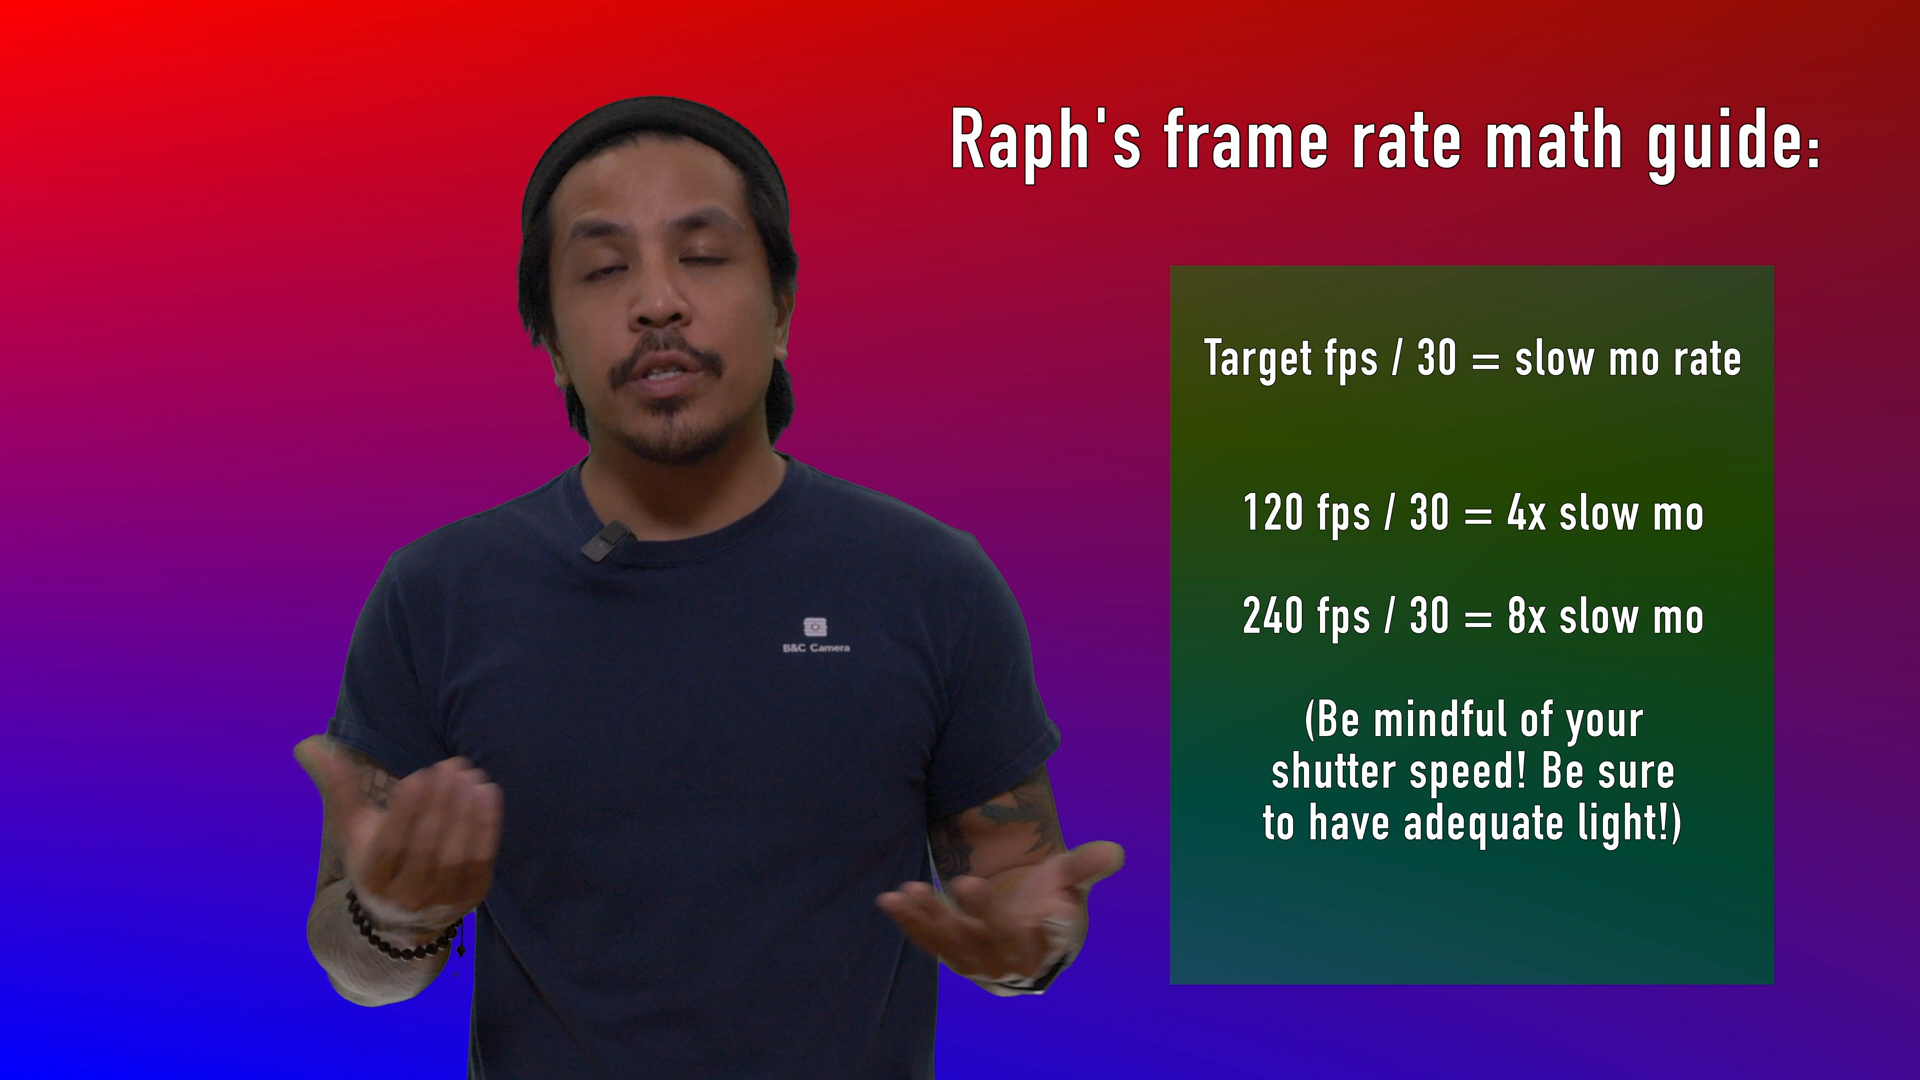 Raph's frame rate math guide:
Target fps / 30 = slow mo rate
120 fps / 30 = 4x slow mo
240 fps / 30 = 8x slow mo
(Be mindful of your
shutter speed! Be sure
to have adequate light!)
B&C Camera